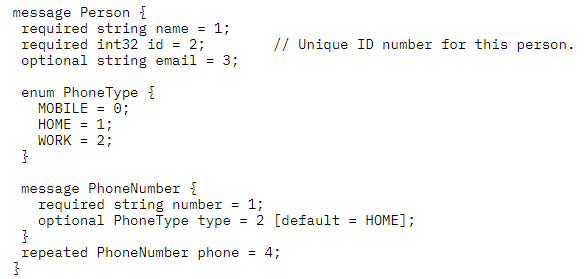 message Person {
 required string name = 1;
 required int32 id = 2;        // Unique ID number for this person.
 optional string email = 3;

 enum PhoneType {
   MOBILE = 0;
   HOME = 1;
   WORK = 2;
 }

 message PhoneNumber {
   required string number = 1;
   optional PhoneType type = 2 [default = HOME];
 }
 repeated PhoneNumber phone = 4;
}